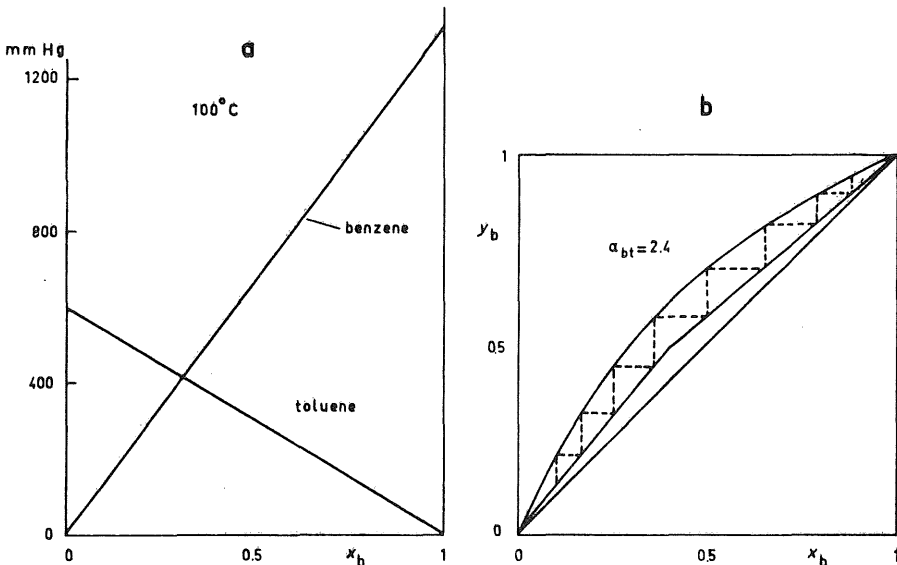 a
mm Hg
1200
100°C
800
benzene
400
toluene
0
0
0.5
x_b
1
b
1
y_b
α_bt = 2.4
0.5
0
0
0.5
x_b
1